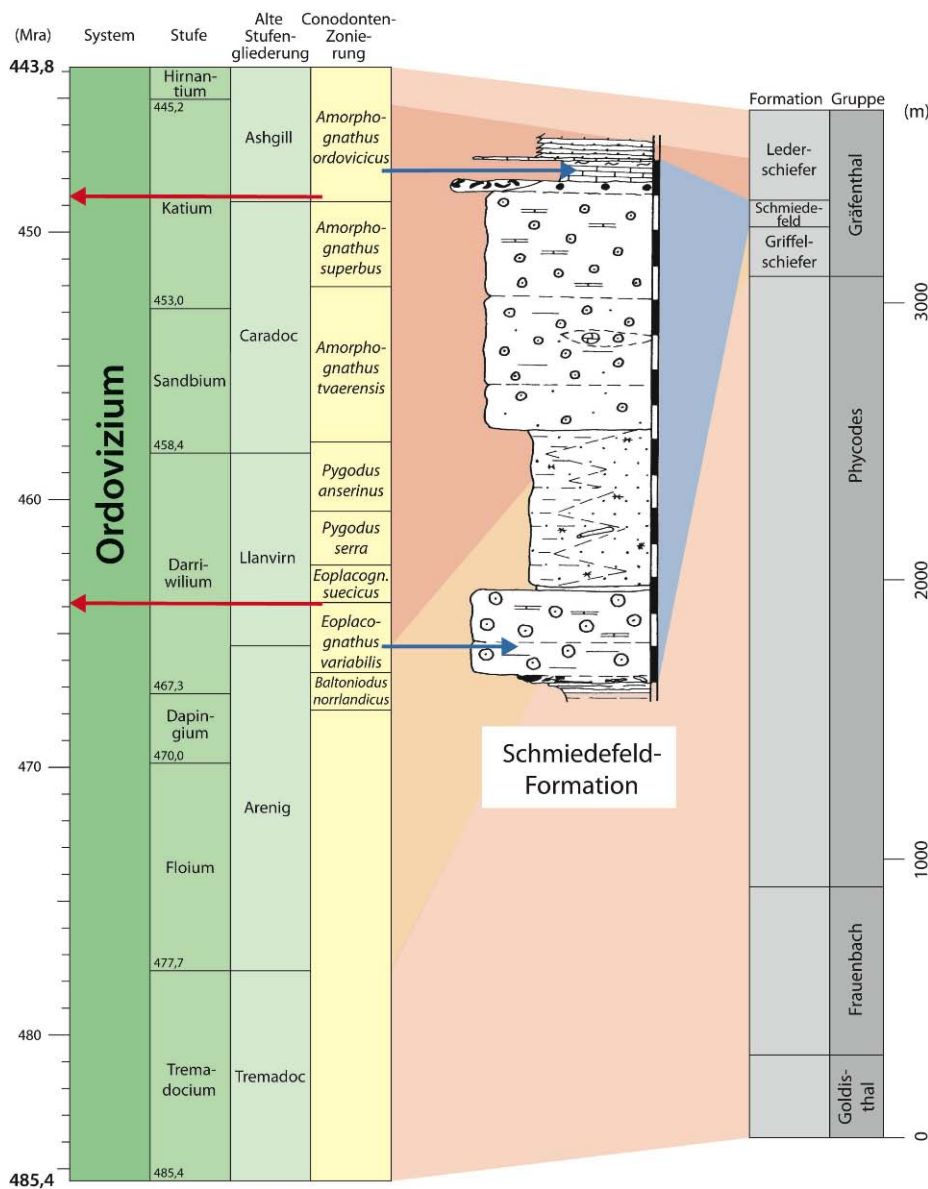 (Mra)
System
Stufe
Alte
Stufen-
gliederung
Conodonten-
Zonie-
rung
443,8
450
460
470
480
485,4
Ordovizium
Hirnan-
tium
445,2
Katium
453,0
Sandbium
458,4
Darri-
wilium
467,3
Dapin-
gium
470,0
Floium
477,7
Trema-
docium
485,4
Ashgill
Caradoc
Llanvirn
Arenig
Tremadoc
Amorpho-
gnathus
ordovicicus
Amorpho-
gnathus
superbus
Amorpho-
gnathus
tvaerensis
Pygodus
anserinus
Pygodus
serra
Eoplacogn.
suecicus
Eoplaco-
gnathus
variabilis
Baltoniodus
norrlandicus
Schmiedefeld-
Formation
Formation
Gruppe
(m)
Leder-
schiefer
Schmiede-
feld
Griffel-
schiefer
Gräfenthal
Phycodes
Frauenbach
Goldis-
thal
3000
2000
1000
0